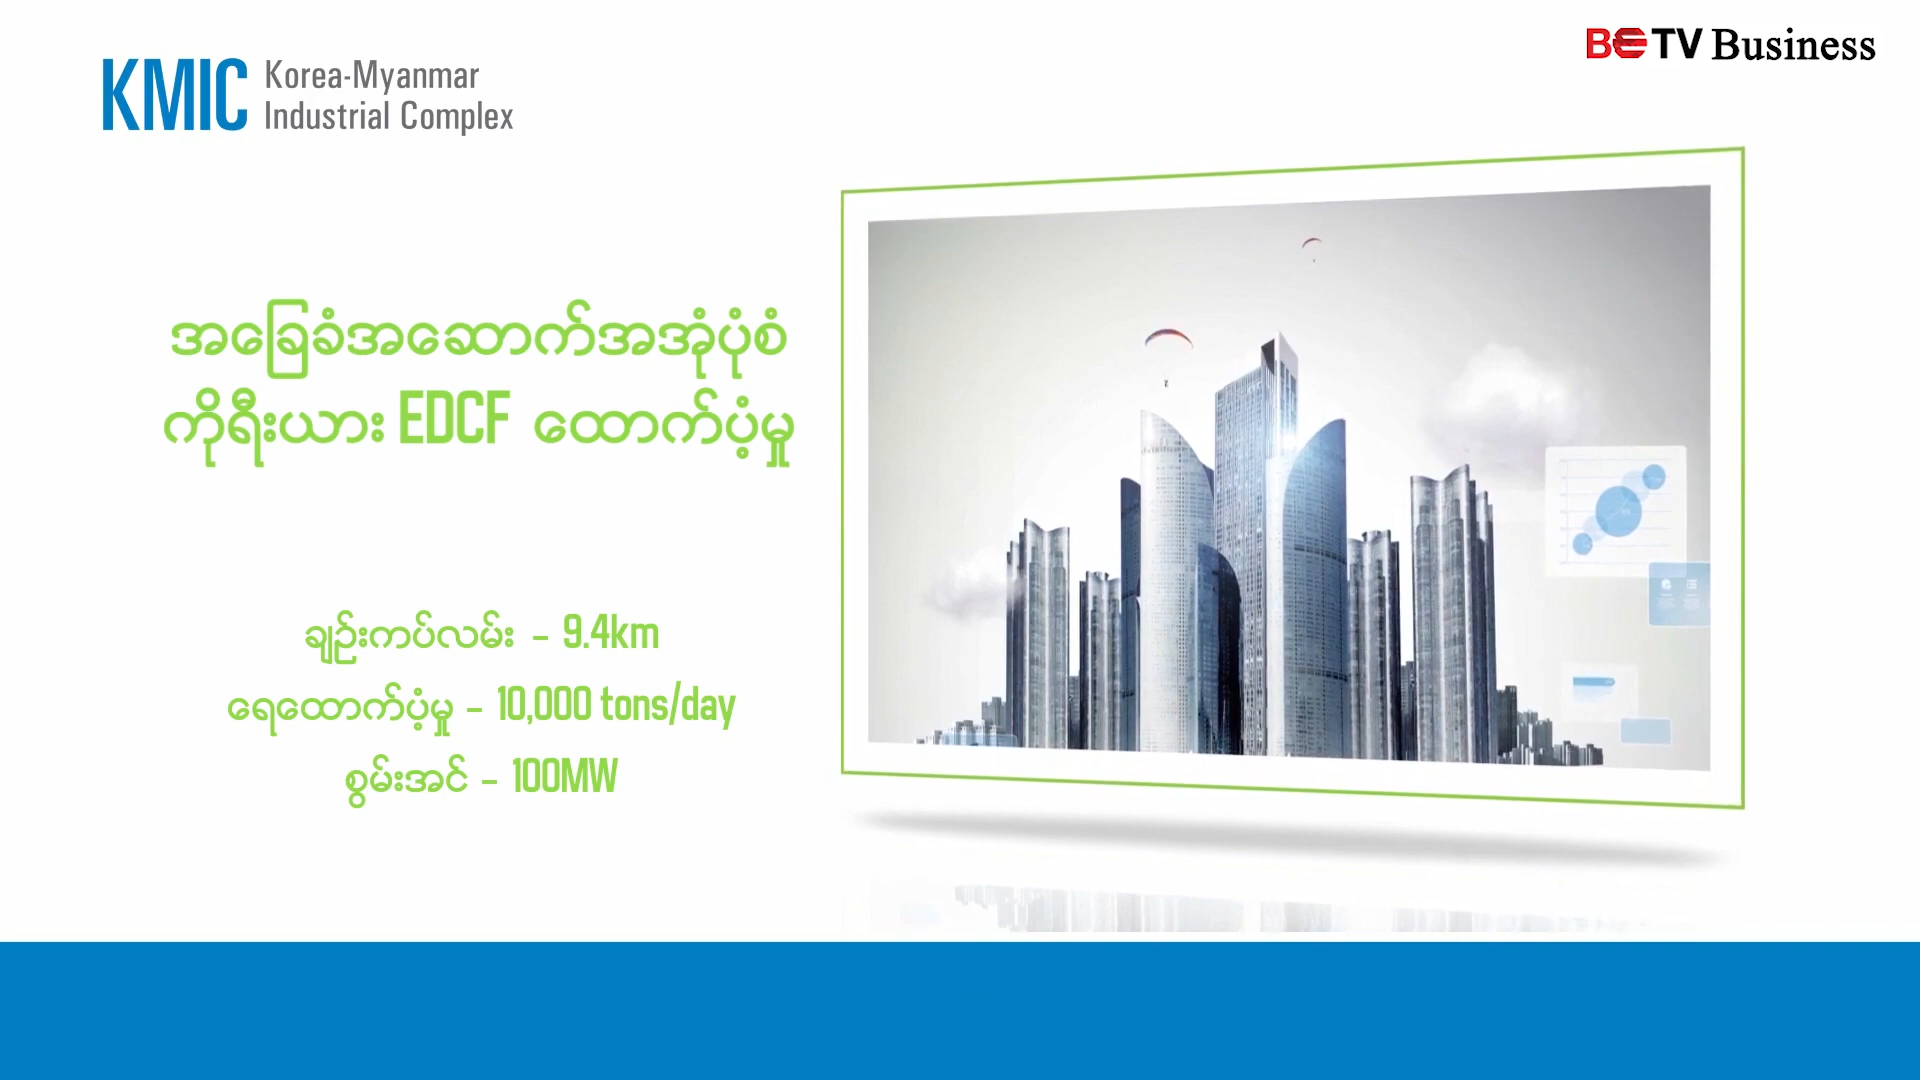 BETV Business
KMIC Korea-Myanmar
Industrial Complex
အခြေခံအဆောက်အအုံပုံစံ
ကိုရီးယား EDCF ထောက်ပံ့မှု
ချဉ်းကပ်လမ်း - 9.4km
ရေထောက်ပံ့မှု - 10,000 tons/day
စွမ်းအင် - 100MW